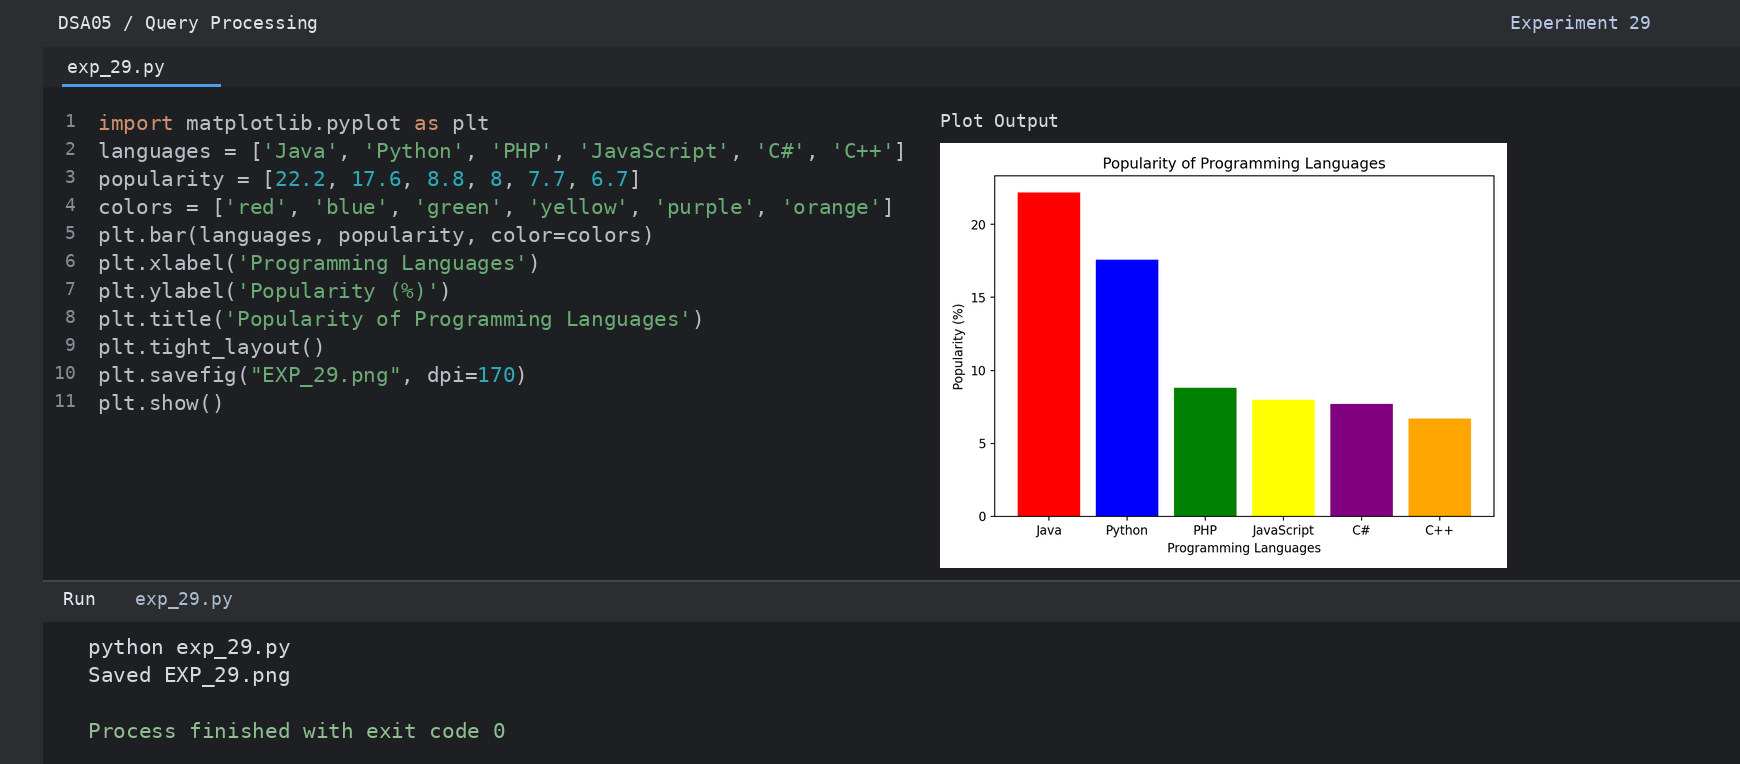 DSA05 / Query Processing
Experiment 29
exp_29.py
1 import matplotlib.pyplot as plt
2 languages = ['Java', 'Python', 'PHP', 'JavaScript', 'C#', 'C++']
3 popularity = [22.2, 17.6, 8.8, 8, 7.7, 6.7]
4 colors = ['red', 'blue', 'green', 'yellow', 'purple', 'orange']
5 plt.bar(languages, popularity, color=colors)
6 plt.xlabel('Programming Languages')
7 plt.ylabel('Popularity (%)')
8 plt.title('Popularity of Programming Languages')
9 plt.tight_layout()
10 plt.savefig("EXP_29.png", dpi=170)
11 plt.show()
Plot Output
Popularity of Programming Languages
Popularity (%)
20
15
10
5
0
Java Python PHP JavaScript C# C++
Programming Languages
Run exp_29.py
python exp_29.py
Saved EXP_29.png
Process finished with exit code 0